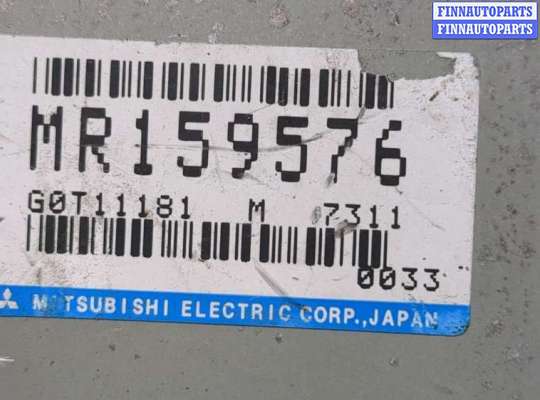 FINNAUTOPARTS
FINNAUTOPARTS
MR159576
G0T11181 M 7311
0033
MITSUBISHI ELECTRIC CORP.,JAPAN